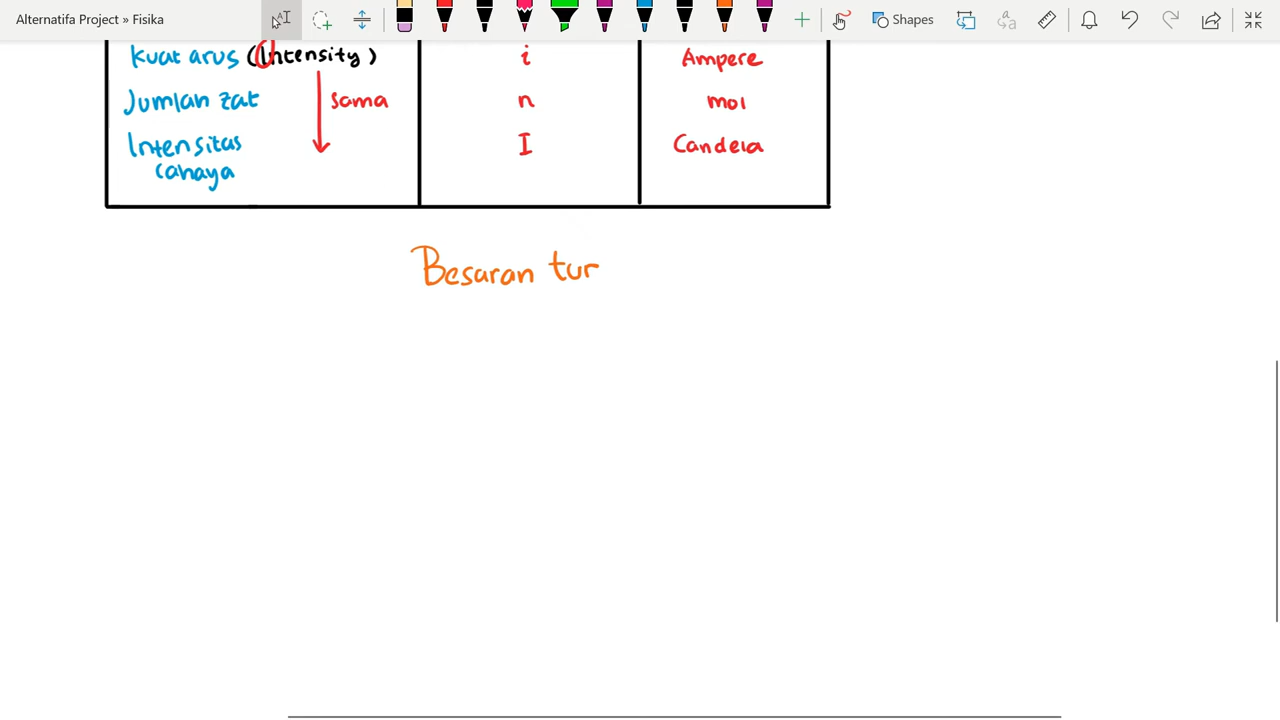 Alternatifa Project » Fisika
Shapes
Kuat arus (Intensity) i Ampere
Jumlah zat sama n mol
Intensitas I Candela
Cahaya
Besaran tur